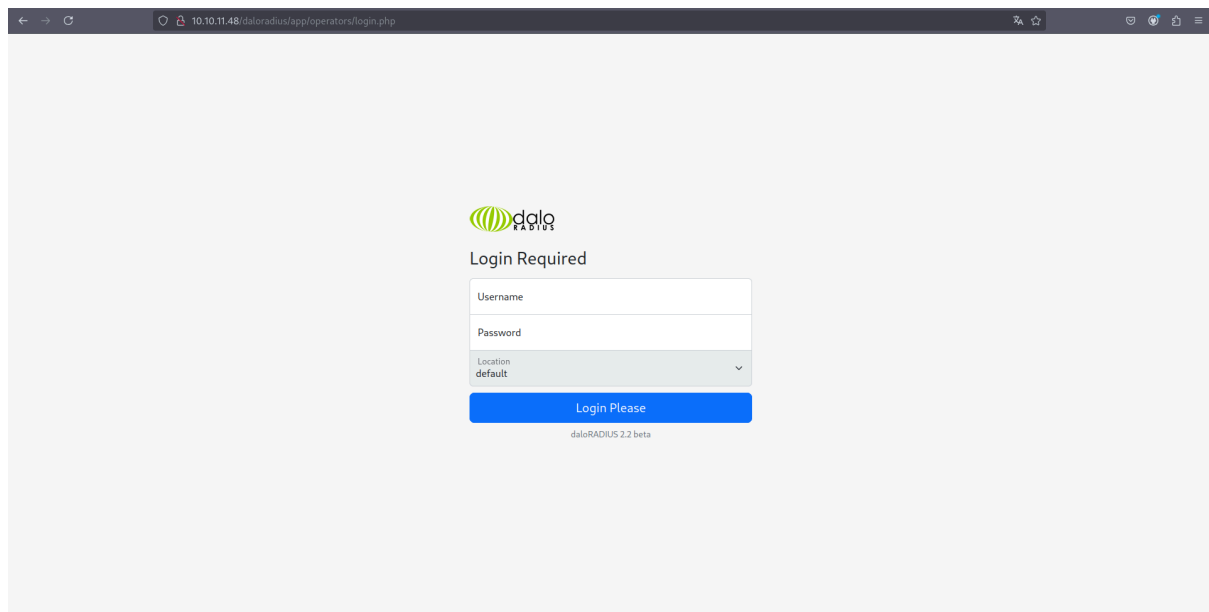 10.10.11.48/daloradius/app/operators/login.php
dalo
RADIUS
Login Required
Username
Password
Location
default
Login Please
daloRADIUS 2.2 beta